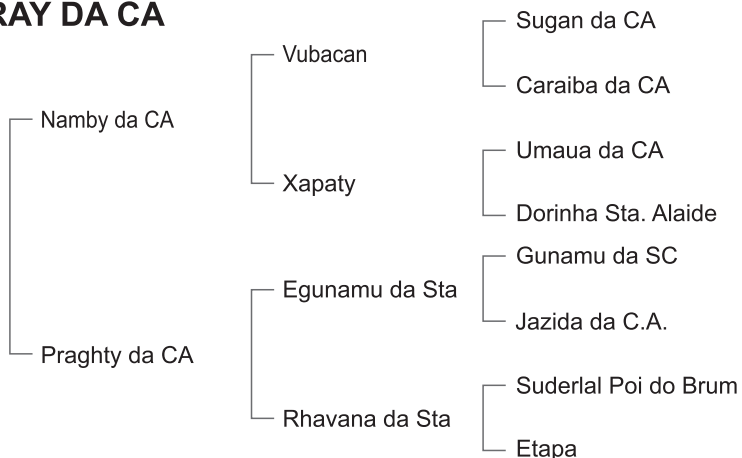 RAY DA CA
Sugan da CA
Vubacan
Caraiba da CA
Namby da CA
Umaua da CA
Xapaty
Dorinha Sta. Alaide
Gunamu da SC
Egunamu da Sta
Jazida da C.A.
Praghty da CA
Suderlal Poi do Brum
Rhavana da Sta
Etapa